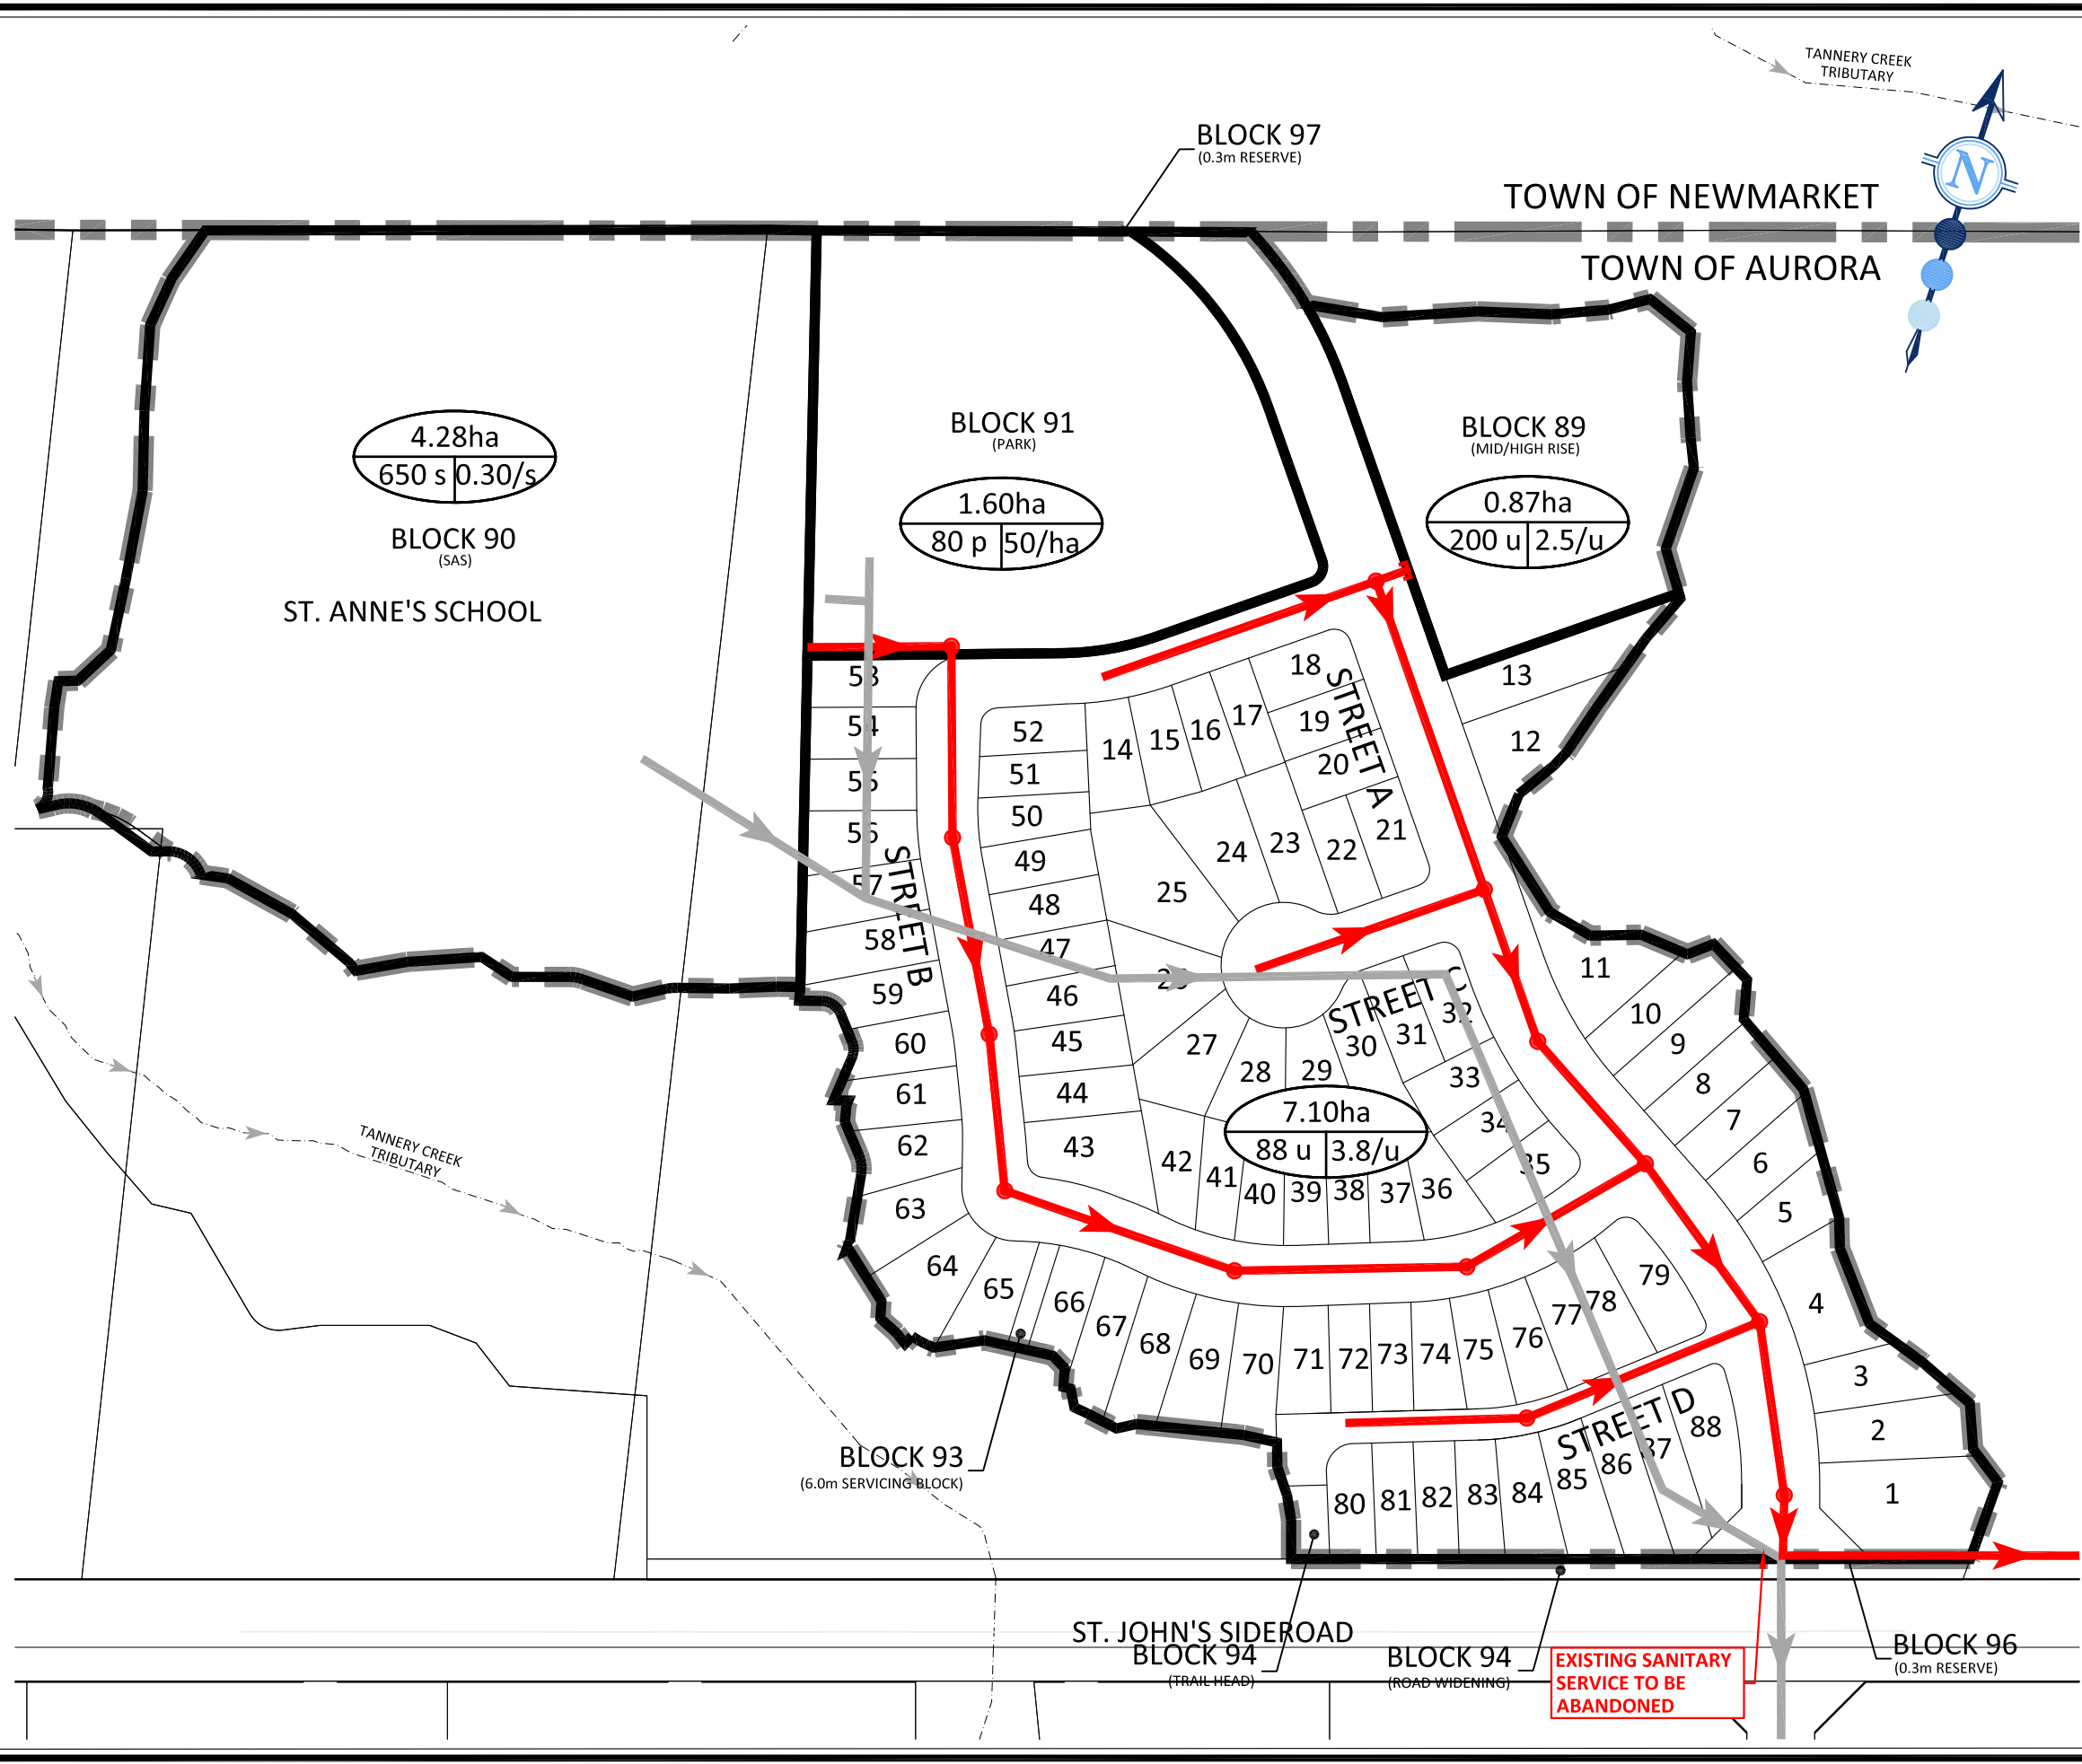 TANNERY CREEK
TRIBUTARY
BLOCK 97
(0.3m RESERVE)
N
TOWN OF NEWMARKET
TOWN OF AURORA
4.28ha
650 s 0.30/s
BLOCK 90
(SAS)
ST. ANNE'S SCHOOL
BLOCK 91
(PARK)
1.60ha
80 p 50/ha
BLOCK 89
(MID/HIGH RISE)
0.87ha
200 u 2.5/u
53
54
55
56
57
58
59
60
61
62
63
64
65
66
67
68
69
70
71
72
73
74
75
76
77
78
79
STREET B
52
51
50
49
48
47
46
45
44
43
14
15
16
17
18
19
20
21
22
23
24
25
26
27
28
29
30
31
32
33
34
35
36
37
38
39
40
41
42
STREET A
STREET C
7.10ha
88 u 3.8/u
13
12
11
10
9
8
7
6
5
4
3
2
1
STREET D
80
81
82
83
84
85
86
87
88
TANNERY CREEK
TRIBUTARY
BLOCK 93
(6.0m SERVICING BLOCK)
ST. JOHN'S SIDEROAD
BLOCK 94
(TRAIL HEAD)
BLOCK 94
(ROAD WIDENING)
EXISTING SANITARY
SERVICE TO BE
ABANDONED
BLOCK 96
(0.3m RESERVE)